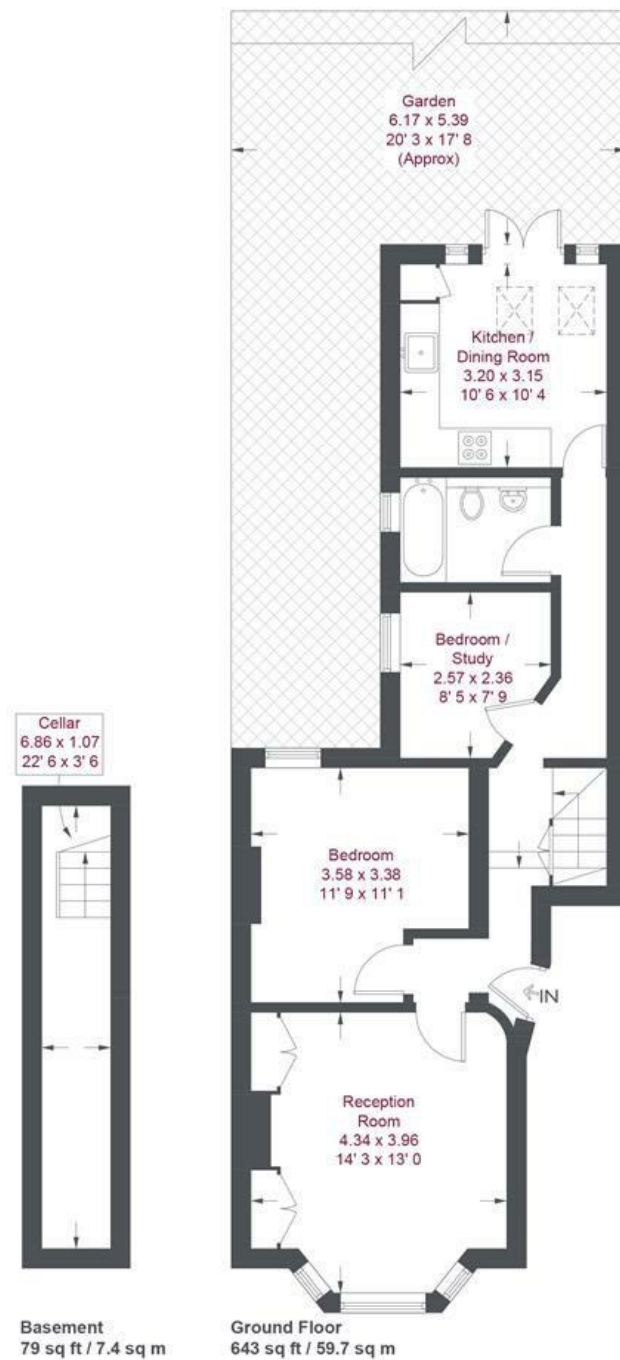 Garden
6.17 x 5.39
20' 3 x 17' 8
(Approx)
Kitchen /
Dining Room
3.20 x 3.15
10' 6 x 10' 4
Bedroom /
Study
2.57 x 2.36
8' 5 x 7' 9
Cellar
6.86 x 1.07
22' 6 x 3' 6
Bedroom
3.58 x 3.38
11' 9 x 11' 1
IN
Reception
Room
4.34 x 3.96
14' 3 x 13' 0
Basement
79 sq ft / 7.4 sq m
Ground Floor
643 sq ft / 59.7 sq m